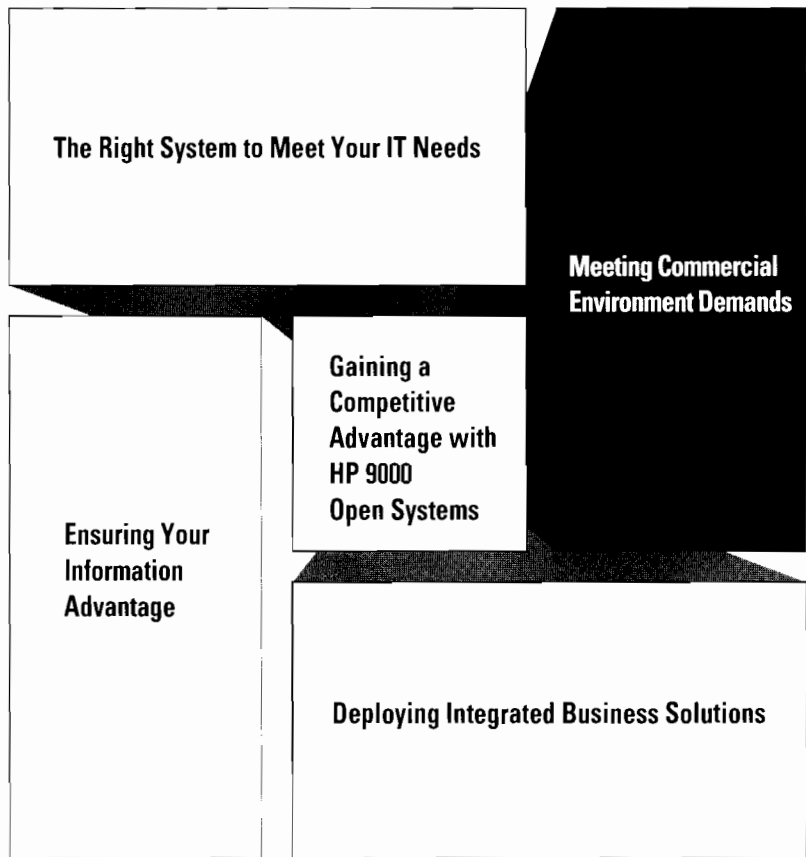 The Right System to Meet Your IT Needs
Meeting Commercial
Environment Demands
Gaining a
Competitive
Advantage with
HP 9000
Open Systems
Ensuring Your
Information
Advantage
Deploying Integrated Business Solutions